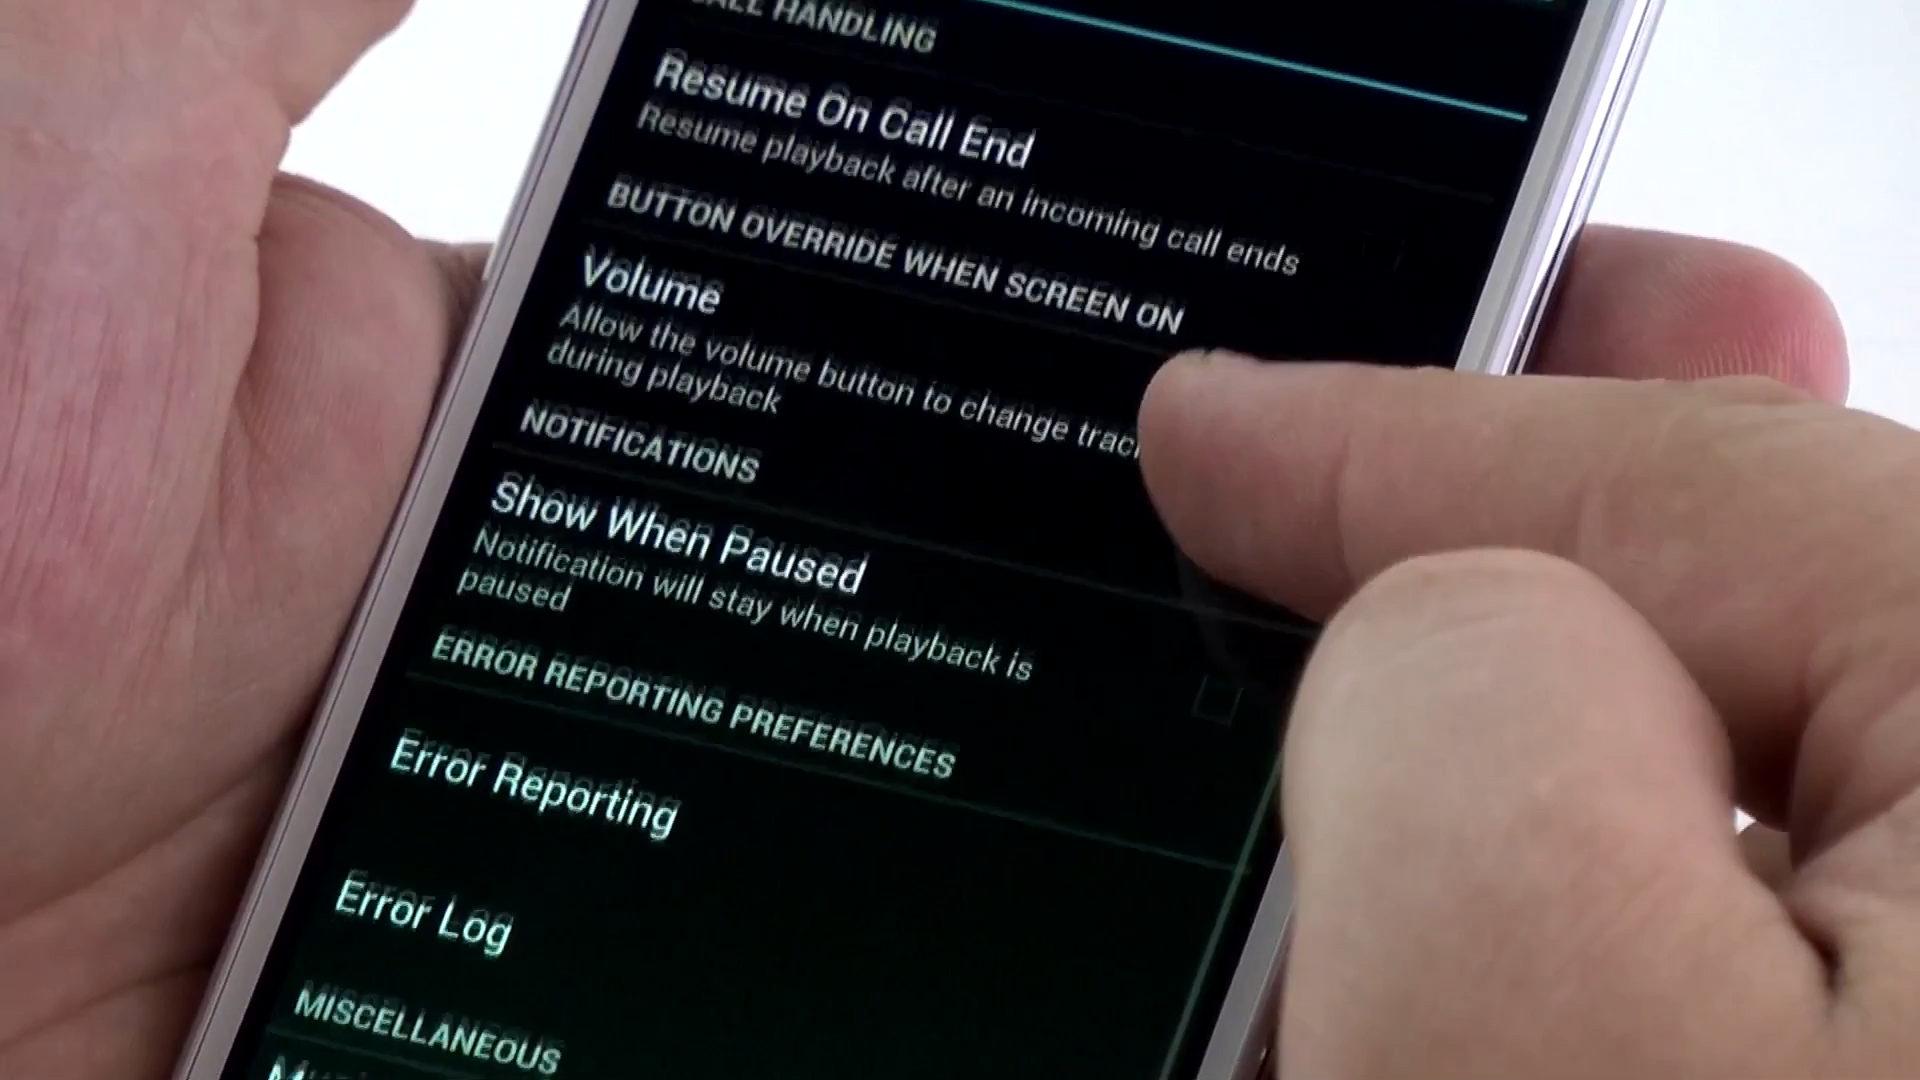 CALL HANDLING
Resume On Call End
Resume playback after an incoming call ends
BUTTON OVERRIDE WHEN SCREEN ON
Volume
Allow the volume button to change
during playback
NOTIFICATIONS
Show When Paused
Notification will stay when playback is
paused
ERROR REPORTING PREFERENCES
Error Reporting
Error Log
MISCELLANEOUS